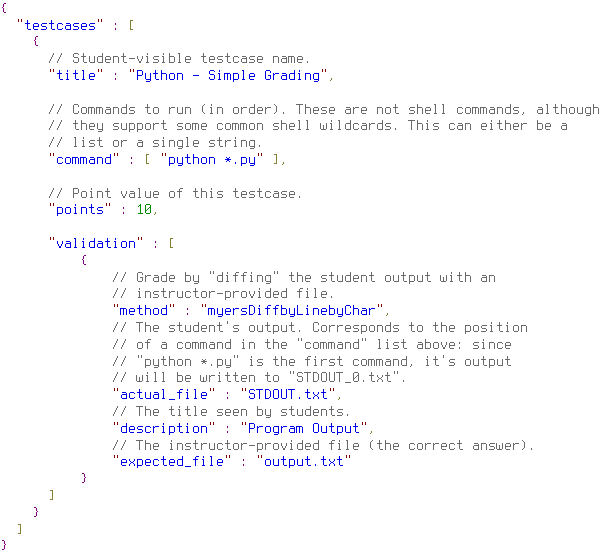 {
"testcases" : [
{
// Student-visible testcase name.
"title" : "Python - Simple Grading",
// Commands to run (in order). These are not shell commands, although
// they support some common shell wildcards. This can either be a
// list or a single string.
"command" : [ "python *.py" ],
// Point value of this testcase.
"points" : 10,
"validation" : [
{
// Grade by "diffing" the student output with an
// instructor-provided file.
"method" : "myersDiffbyLinebyChar",
// The student's output. Corresponds to the position
// of a command in the "command" list above: since
// "python *.py" is the first command, it's output
// will be written to "STDOUT_0.txt".
"actual_file" : "STDOUT.txt",
// The title seen by students.
"description" : "Program Output",
// The instructor-provided file (the correct answer).
"expected_file" : "output.txt"
}
]
}
]
}